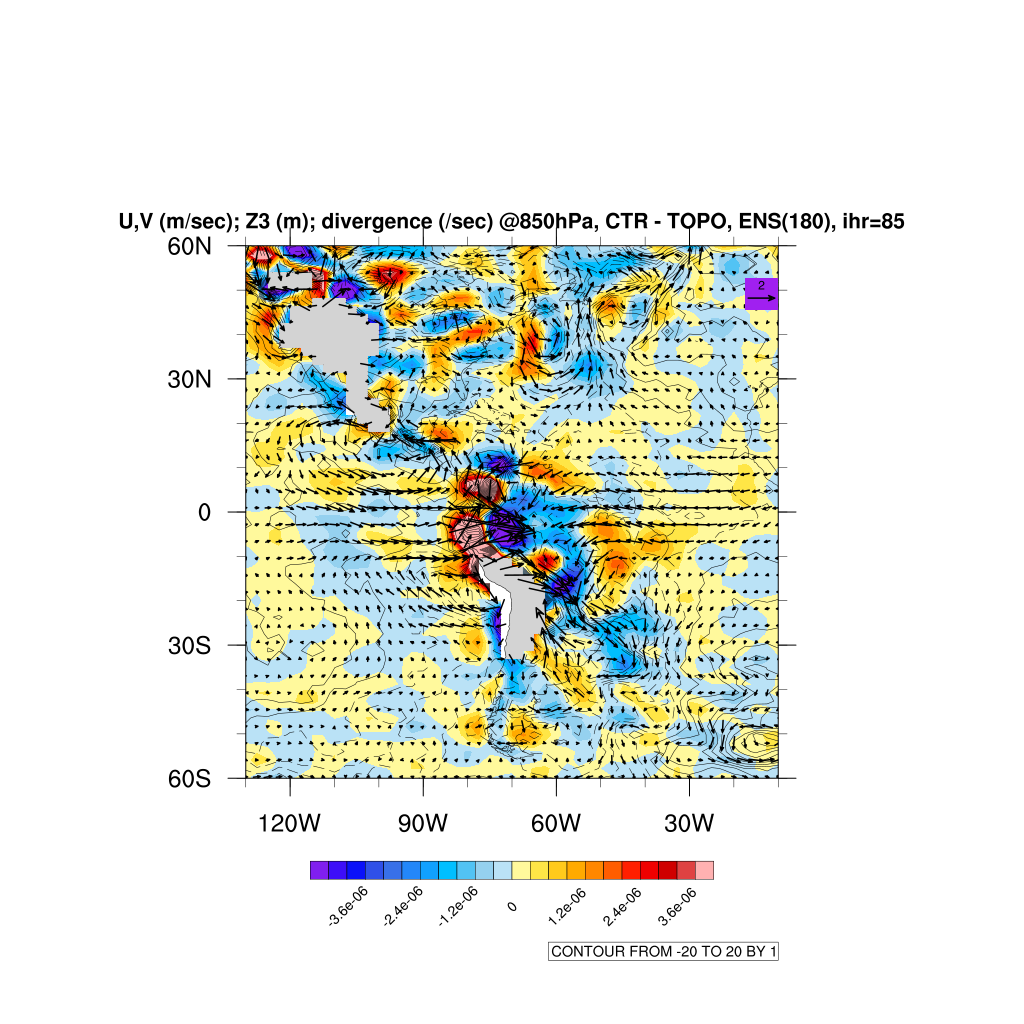 U,V (m/sec); Z3 (m); divergence (/sec) @850hPa, CTR - TOPO, ENS(180), ihr=85
60N
2
30N
0
30S
60S
120W 90W 60W 30W
-3.6e-06 -2.4e-06 -1.2e-06 0 1.2e-06 2.4e-06 3.6e-06
CONTOUR FROM -20 TO 20 BY 1